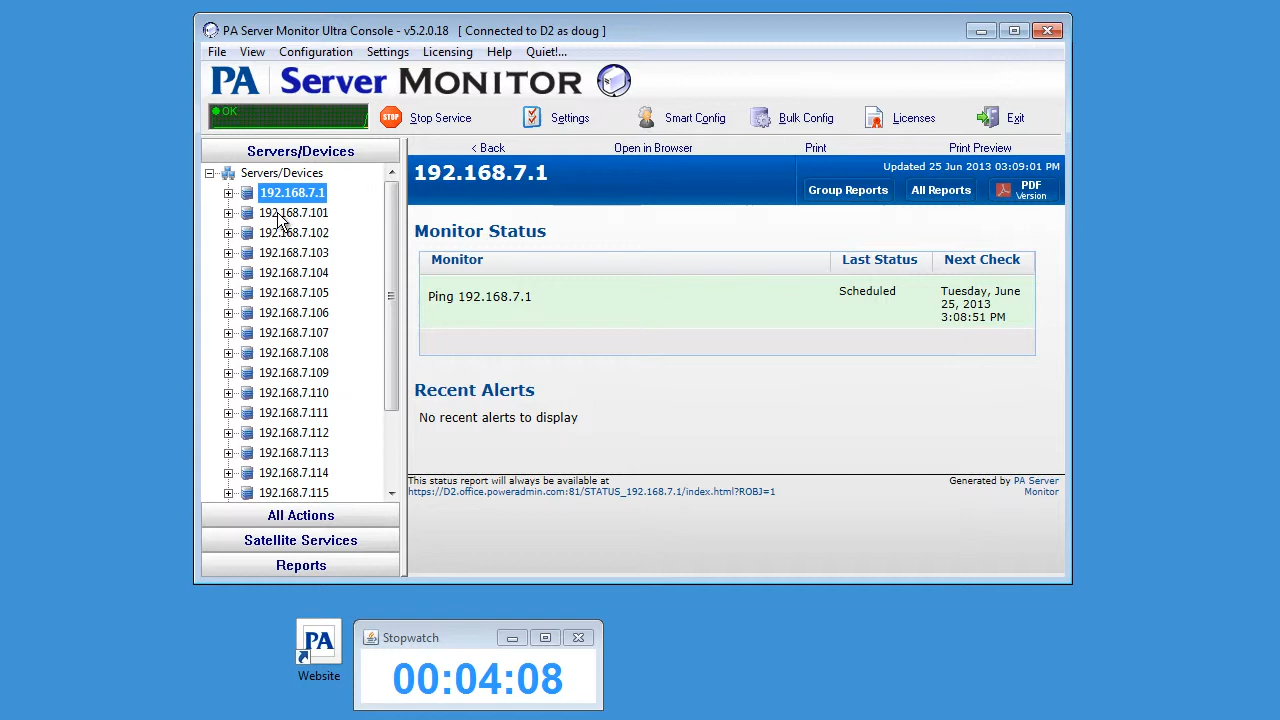 PA Server Monitor Ultra Console - v5.2.0.18   [ Connected to D2 as doug ]
File View Configuration Settings Licensing Help Quiet!...
PA Server MONITOR
OK Stop Service Settings Smart Config Bulk Config Licenses Exit
Servers/Devices
< Back Open in Browser Print Print Preview
Servers/Devices
192.168.7.1
192.168.7.101
192.168.7.102
192.168.7.103
192.168.7.104
192.168.7.105
192.168.7.106
192.168.7.107
192.168.7.108
192.168.7.109
192.168.7.110
192.168.7.111
192.168.7.112
192.168.7.113
192.168.7.114
192.168.7.115
All Actions
Satellite Services
Reports
192.168.7.1
Updated 25 Jun 2013 03:09:01 PM
Group Reports All Reports PDF
Version
Monitor Status
Monitor Last Status Next Check
Ping 192.168.7.1 Scheduled Tuesday, June
25, 2013
3:08:51 PM
Recent Alerts
No recent alerts to display
This status report will always be available at
https://D2.office.poweradmin.com:81/STATUS_192.168.7.1/index.html?ROBJ=1
Generated by PA Server
Monitor
PA
Website
Stopwatch
00:04:08